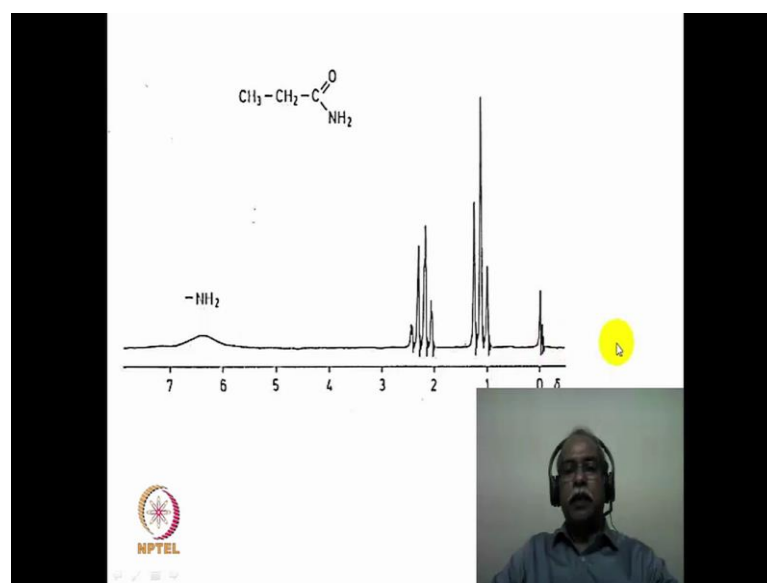 O
CH₃-CH₂-C
NH₂
-NH₂
7 6 5 4 3 2 1 0 δ
NPTEL